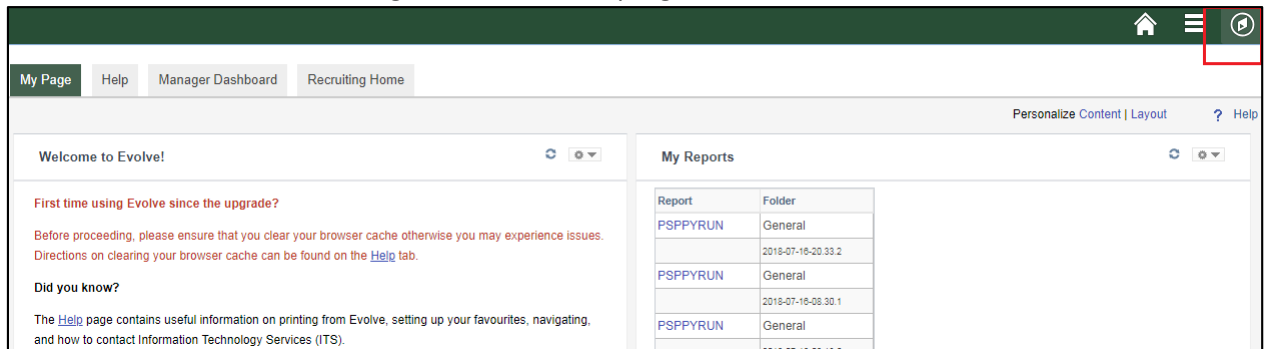 My Page Help Manager Dashboard Recruiting Home
Personalize Content | Layout ? Help
Welcome to Evolve!
First time using Evolve since the upgrade?
Before proceeding, please ensure that you clear your browser cache otherwise you may experience issues.
Directions on clearing your browser cache can be found on the Help tab.
Did you know?
The Help page contains useful information on printing from Evolve, setting up your favourites, navigating,
and how to contact Information Technology Services (ITS).
My Reports
Report Folder
PSPPYRUN General
2018-07-16-20.33.2
PSPPYRUN General
2018-07-16-08.30.1
PSPPYRUN General